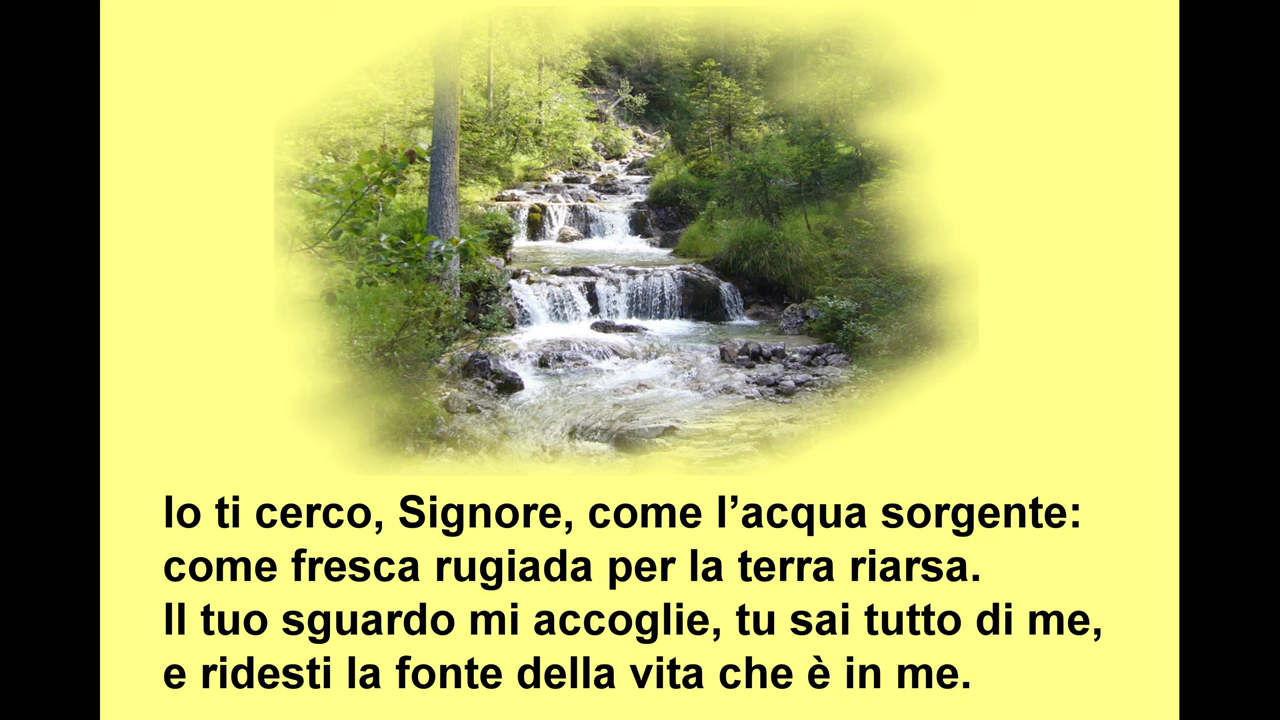 Io ti cerco, Signore, come l’acqua sorgente:
come fresca rugiada per la terra riarsa.
Il tuo sguardo mi accoglie, tu sai tutto di me,
e ridesti la fonte della vita che è in me.